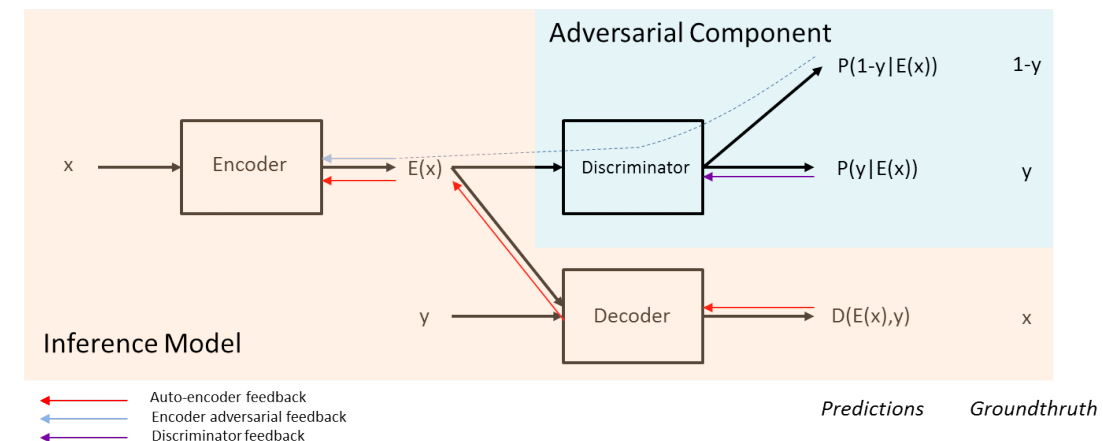 Adversarial Component
P(1-y|E(x)) 1-y
x Encoder E(x) Discriminator P(y|E(x)) y
y Decoder D(E(x),y) x
Inference Model
Auto-encoder feedback
Encoder adversarial feedback
Discriminator feedback
Predictions Groundthruth